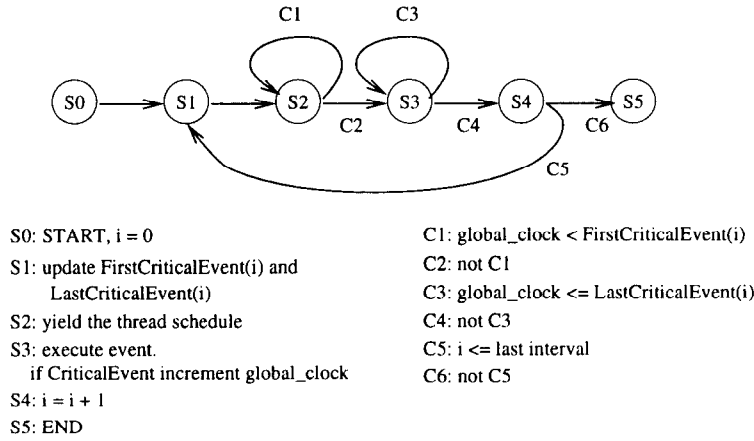 C1
C3
S0
S1
S2
S3
S4
S5
C2
C4
C6
C5
S0: START, i = 0
S1: update FirstCriticalEvent(i) and
LastCriticalEvent(i)
S2: yield the thread schedule
S3: execute event.
if CriticalEvent increment global_clock
S4: i = i + 1
S5: END
C1: global_clock < FirstCriticalEvent(i)
C2: not C1
C3: global_clock <= LastCriticalEvent(i)
C4: not C3
C5: i <= last interval
C6: not C5